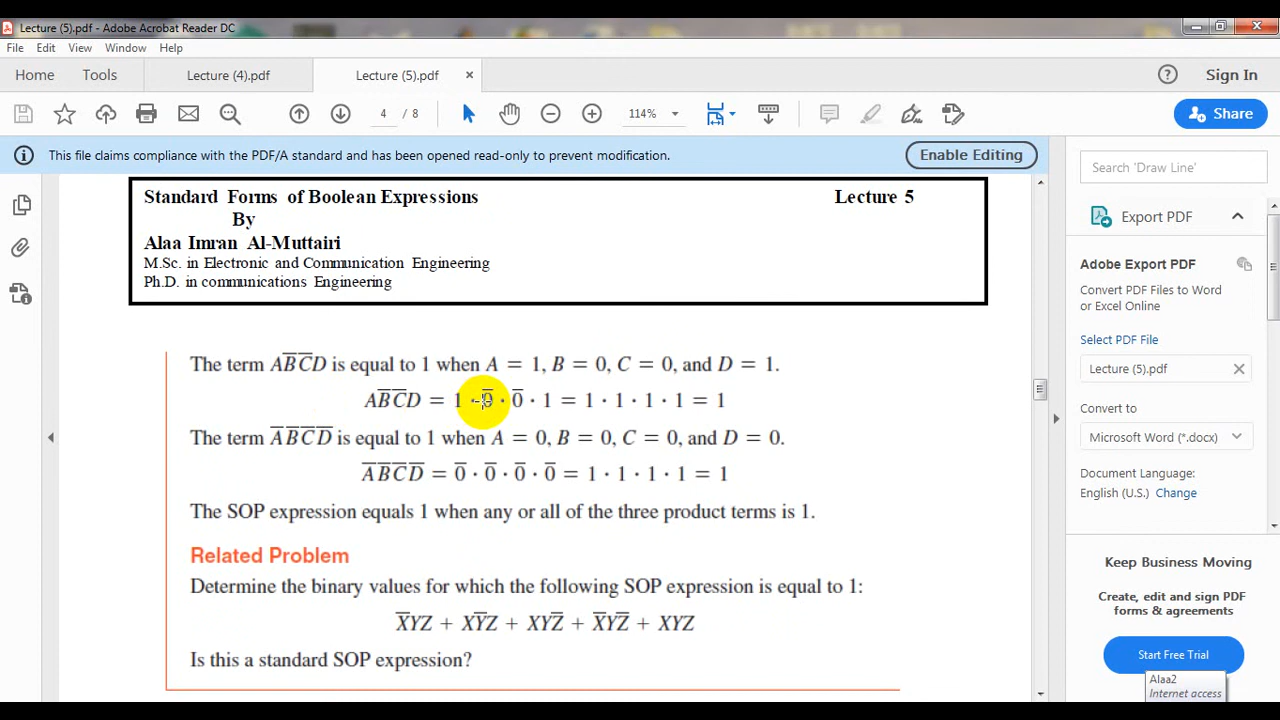 Lecture (5).pdf - Adobe Acrobat Reader DC
File Edit View Window Help
Home Tools Lecture (4).pdf Lecture (5).pdf × Sign In
4 / 8 114% Share
This file claims compliance with the PDF/A standard and has been opened read-only to prevent modification. Enable Editing
Standard Forms of Boolean Expressions Lecture 5
By
Alaa Imran Al-Muttairi
M.Sc. in Electronic and Communication Engineering
Ph.D. in communications Engineering
The term AB̅C̅D is equal to 1 when A = 1, B = 0, C = 0, and D = 1.
AB̅C̅D = 1 · 0̅ · 0̅ · 1 = 1 · 1 · 1 · 1 = 1
The term A̅B̅C̅D̅ is equal to 1 when A = 0, B = 0, C = 0, and D = 0.
A̅B̅C̅D̅ = 0̅ · 0̅ · 0̅ · 0̅ = 1 · 1 · 1 · 1 = 1
The SOP expression equals 1 when any or all of the three product terms is 1.
Related Problem
Determine the binary values for which the following SOP expression is equal to 1:
X̅YZ + XY̅Z + XYZ̅ + X̅YZ̅ + XYZ
Is this a standard SOP expression?
Search 'Draw Line'
Export PDF
Adobe Export PDF
Convert PDF Files to Word
or Excel Online
Select PDF File
Lecture (5).pdf
Convert to
Microsoft Word (*.docx)
Document Language:
English (U.S.) Change
Keep Business Moving
Create, edit and sign PDF
forms & agreements
Start Free Trial
Alaa2
Internet access